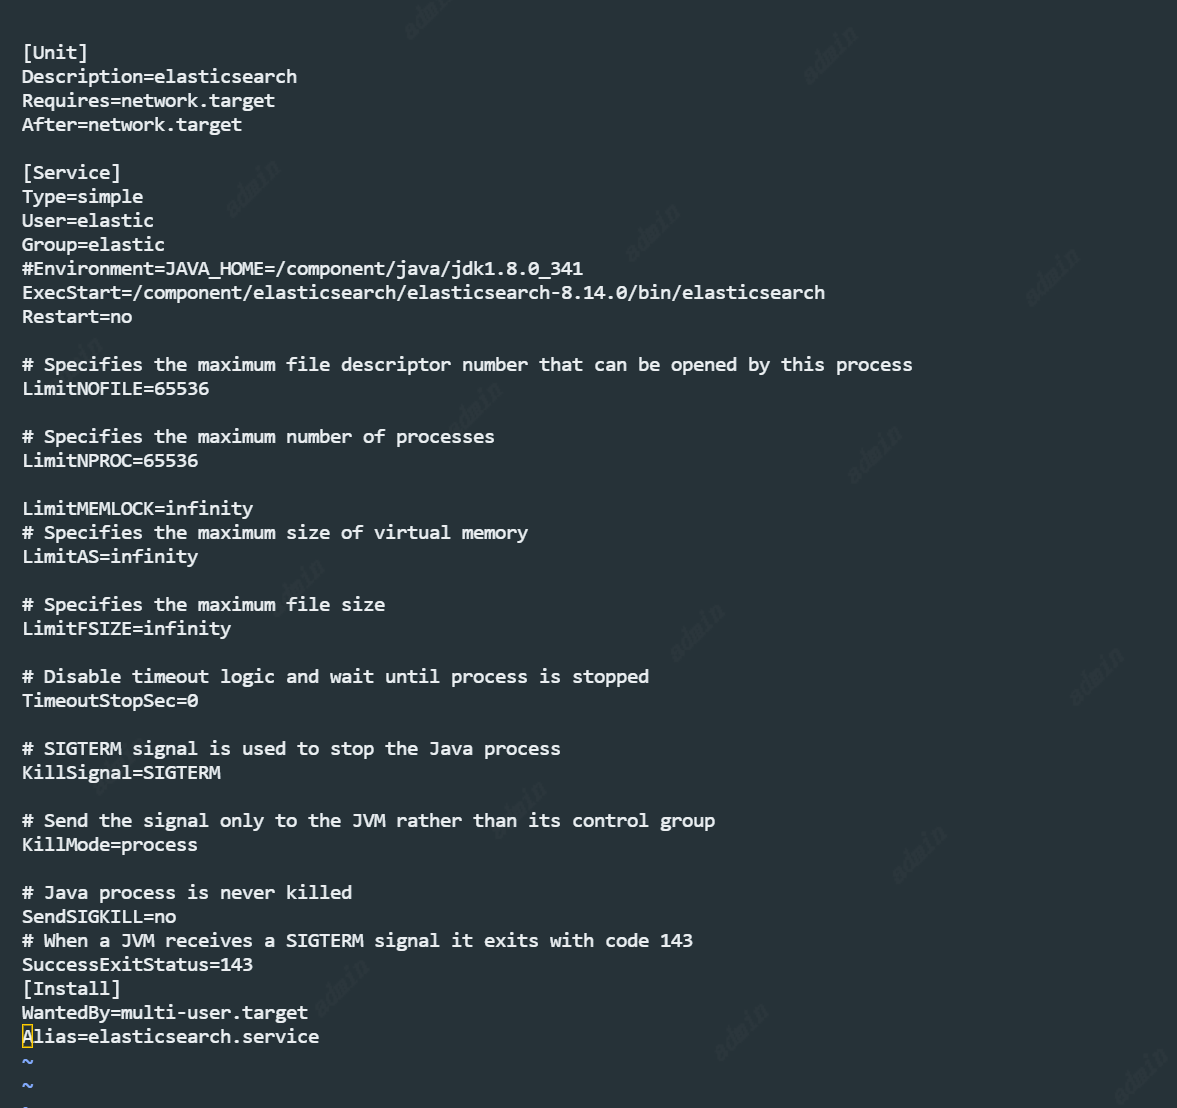 [Unit]
Description=elasticsearch
Requires=network.target
After=network.target
[Service]
Type=simple
User=elastic
Group=elastic
#Environment=JAVA_HOME=/component/java/jdk1.8.0_341
ExecStart=/component/elasticsearch/elasticsearch-8.14.0/bin/elasticsearch
Restart=no
# Specifies the maximum file descriptor number that can be opened by this process
LimitNOFILE=65536
# Specifies the maximum number of processes
LimitNPROC=65536
LimitMEMLOCK=infinity
# Specifies the maximum size of virtual memory
LimitAS=infinity
# Specifies the maximum file size
LimitFSIZE=infinity
# Disable timeout logic and wait until process is stopped
TimeoutStopSec=0
# SIGTERM signal is used to stop the Java process
KillSignal=SIGTERM
# Send the signal only to the JVM rather than its control group
KillMode=process
# Java process is never killed
SendSIGKILL=no
# When a JVM receives a SIGTERM signal it exits with code 143
SuccessExitStatus=143
[Install]
WantedBy=multi-user.target
Alias=elasticsearch.service
~
~